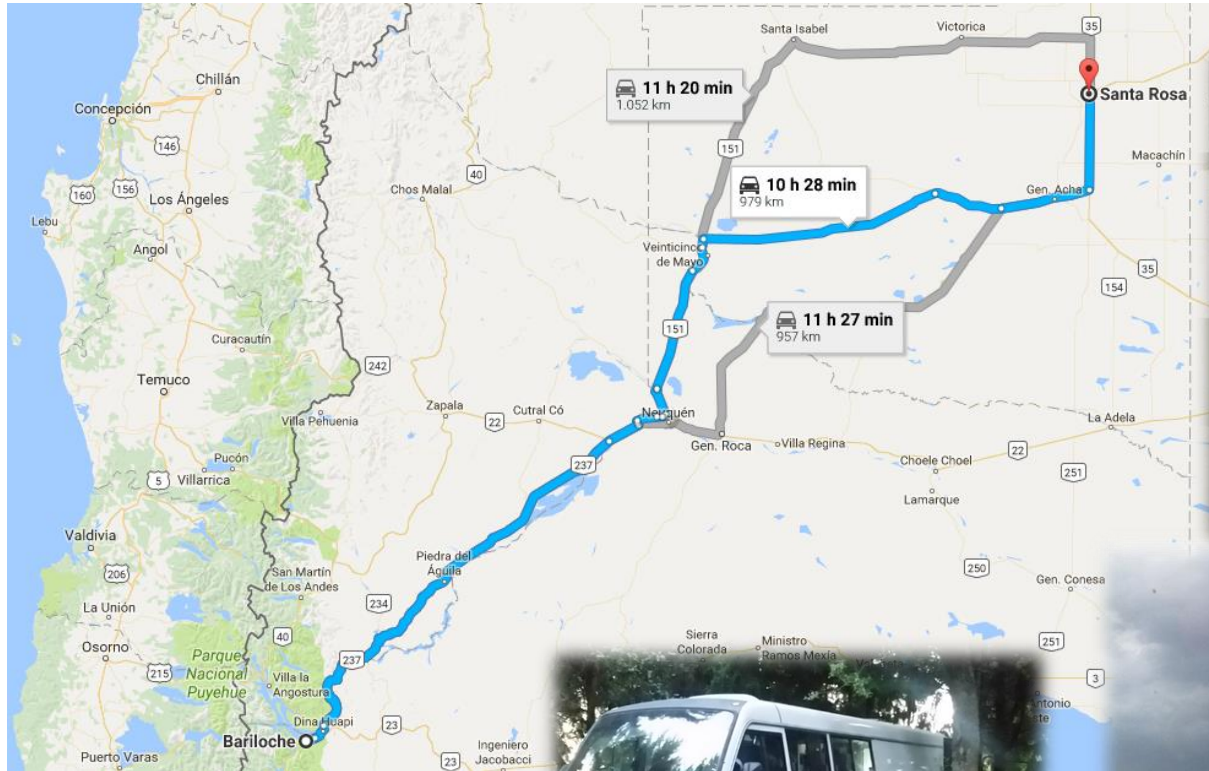 Santa Isabel
Victorica
35
Chillán
11 h 20 min
1.052 km
Santa Rosa
Concepción
146
151
Macachín
40
160
156
Chos Malal
10 h 28 min
979 km
Gen. Acha
Los Ángeles
Lebu
Veinticinco
de Mayo
Angol
35
154
151
11 h 27 min
957 km
Curacautín
242
Temuco
Villa Pehuenia
Zapala
22
Cutral Có
Neuquén
Gen. Roca
Villa Regina
La Adela
22
Choele Choel
251
Lamarque
Pucón
5
Villarrica
237
Valdivia
206
San Martín
de Los Andes
Piedra del
Águila
250
Gen. Conesa
La Unión
234
Osorno
40
215
Parque
Nacional
Puyehue
237
Sierra
Colorada
Ministro
Ramos Mexía
251
Villa la
Angostura
3
Antonio
Dina Huapi
23
Bariloche
Puerto Varas
Ingeniero
Jacobacci
23